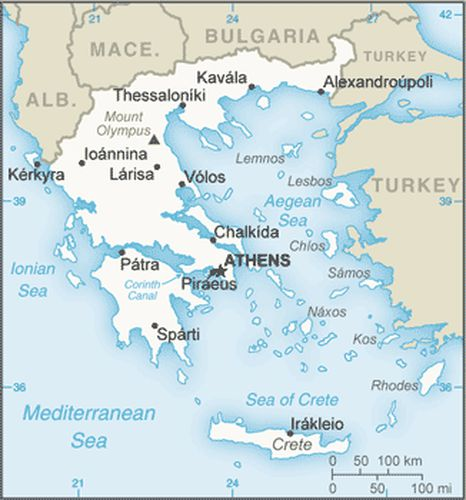 21
24
27
42
BULGARIA
MACE.
TURKEY
Kavála
Alexandroúpoli
ALB.
Thessaloníki
Mount
Olympus
Ioánnina
Lemnos
Kérkyra
Lárisa
Vólos
Lesbos
TURKEY
39
Aegean
Sea
39
Chalkída
Chíos
Ionian
Sea
Pátra
ATHENS
Sámos
Corinth
Canal
Piraeus
Náxos
Spárti
Kos
36
Rhodes
36
Mediterranean
Sea
Sea of Crete
Irákleio
Crete
0 50 100 km
0 50 100 mi
21
24